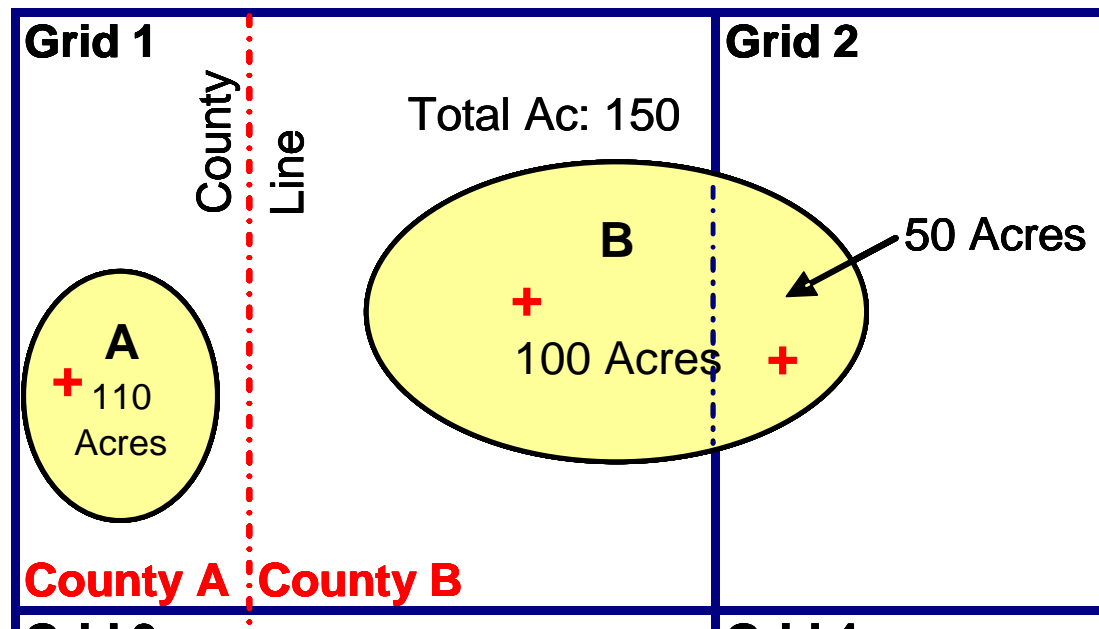 Grid 1
Grid 2
County
Line
Total Ac: 150
B
50 Acres
100 Acres
A
110
Acres
County A
County B